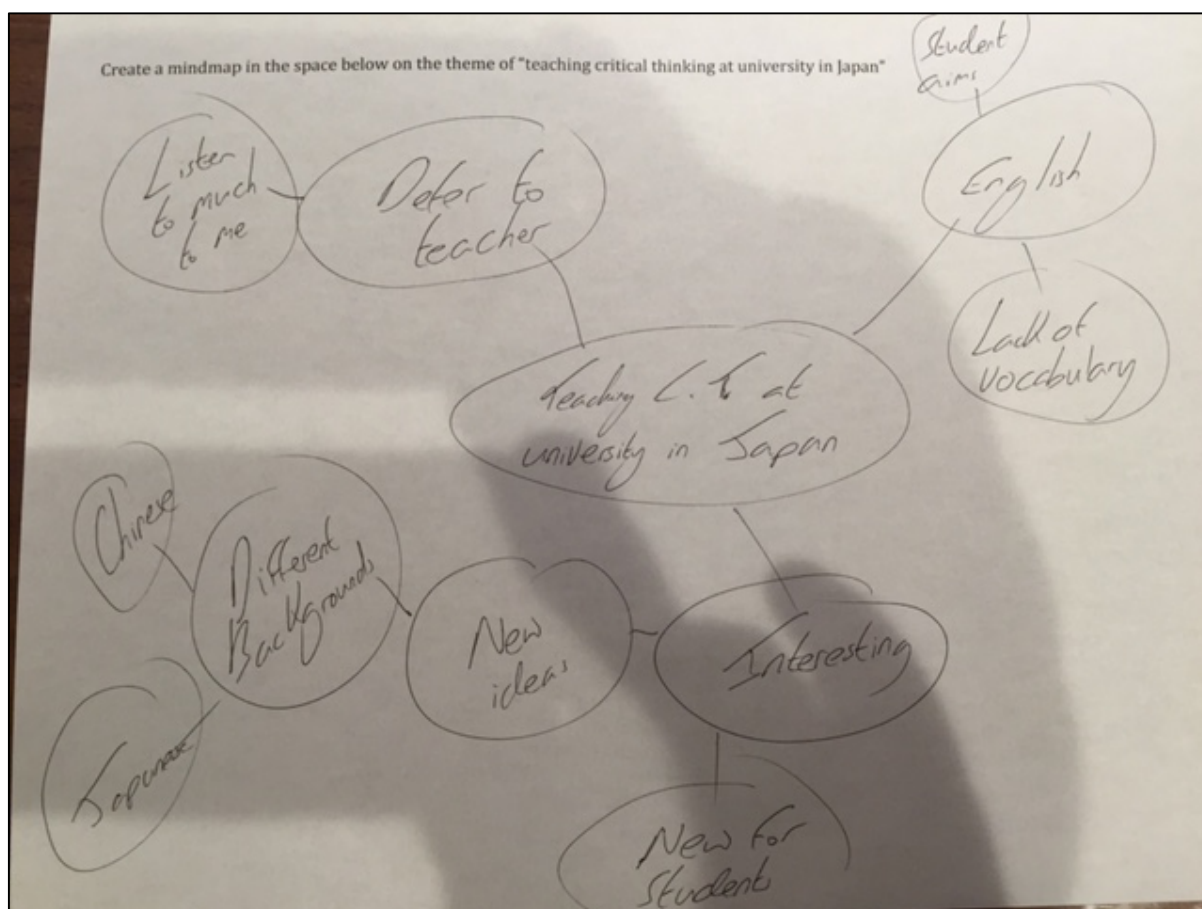 Create a mindmap in the space below on the theme of "teaching critical thinking at university in Japan"
Student
aims
English
Lack of
vocabulary
Listen
to much
to me
Defer to
teacher
Teaching C.T at
university in Japan
Chinese
Different
Backgrounds
Japanese
New
ideas
Interesting
New For
Student